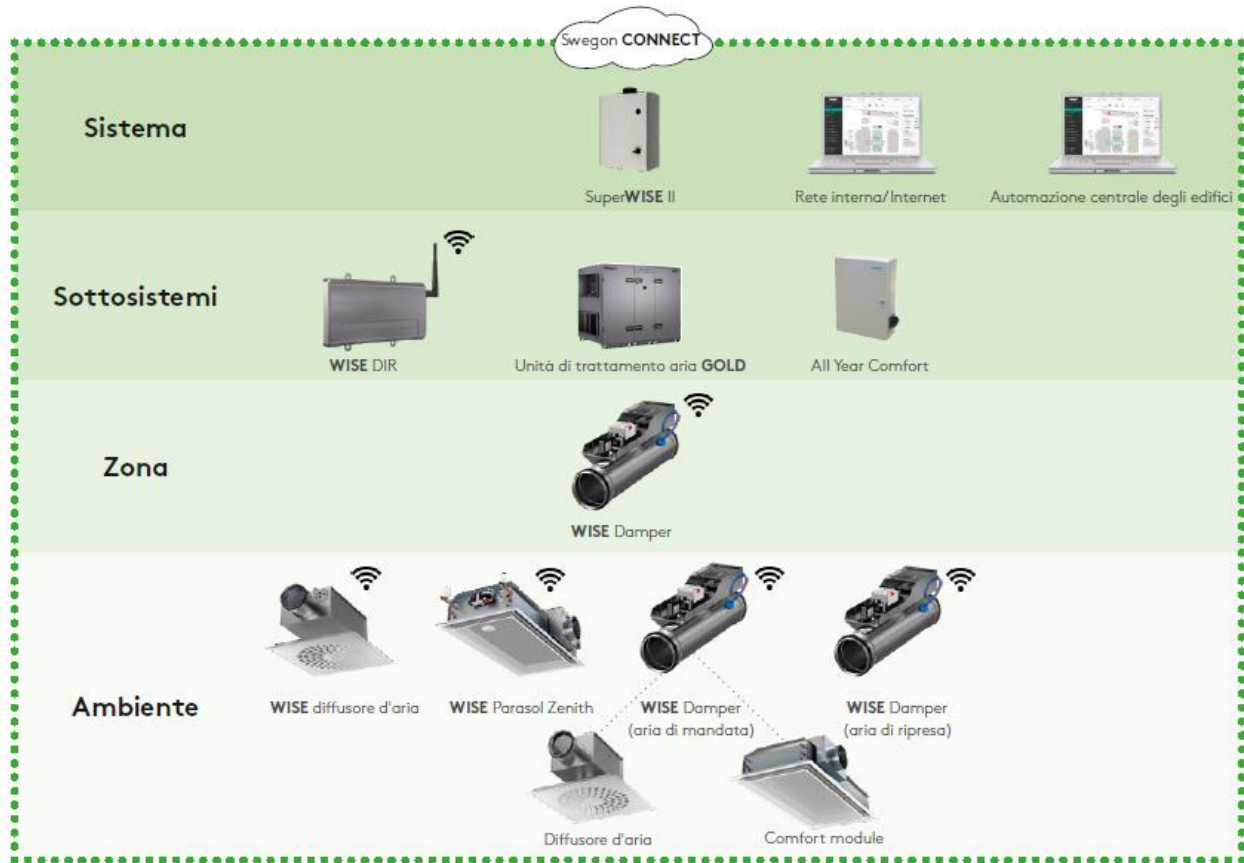 Swegon CONNECT
Sistema
SuperWISE II
Rete interna/Internet
Automazione centrale degli edifici
Sottosistemi
WISE DIR
Unità di trattamento aria GOLD
All Year Comfort
Zona
WISE Damper
Ambiente
WISE diffusore d'aria
WISE Parasol Zenith
WISE Damper
(aria di mandata)
WISE Damper
(aria di ripresa)
Diffusore d'aria
Comfort module